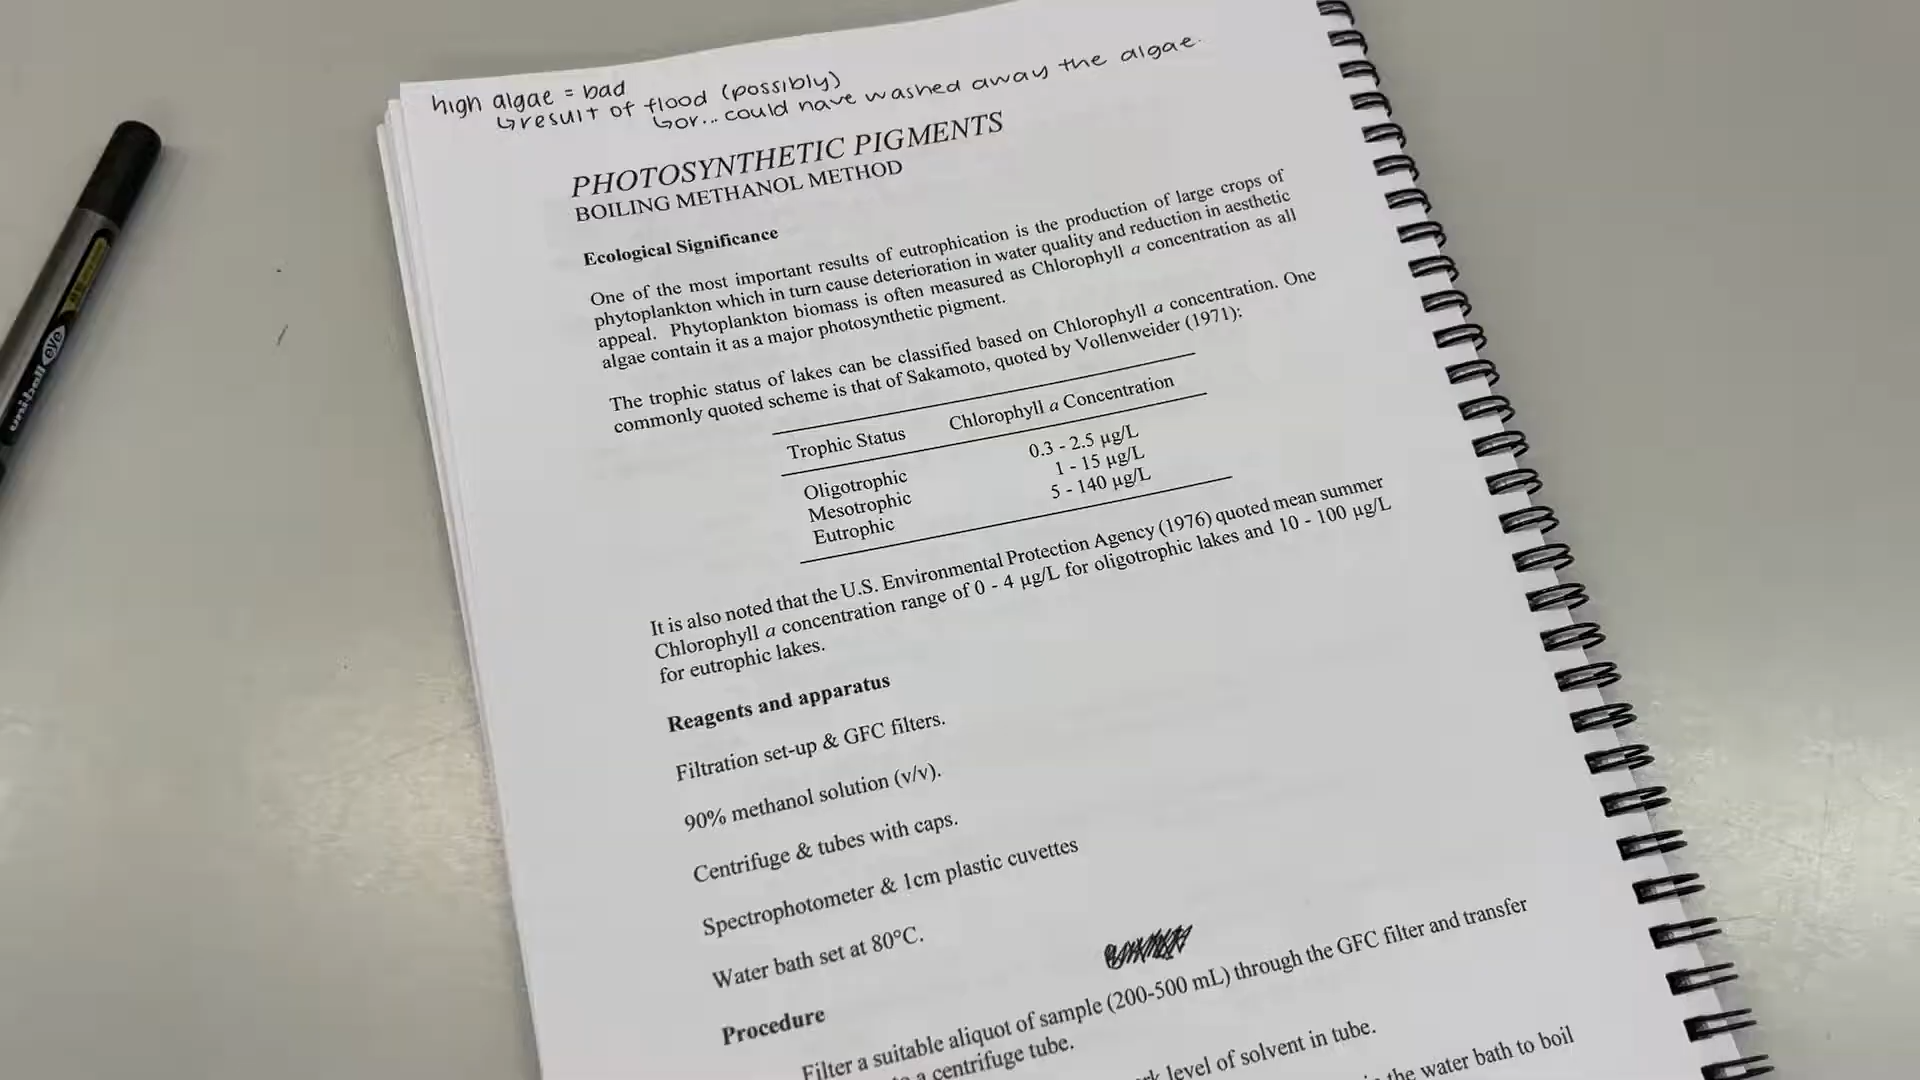 high algae = bad
↳result of flood (possibly)
↳or... could have washed away the algae.
PHOTOSYNTHETIC PIGMENTS
BOILING METHANOL METHOD
Ecological Significance
One of the most important results of eutrophication is the production of large crops of
phytoplankton which in turn cause deterioration in water quality and reduction in aesthetic
appeal. Phytoplankton biomass is often measured as Chlorophyll a concentration as all
algae contain it as a major photosynthetic pigment.
The trophic status of lakes can be classified based on Chlorophyll a concentration. One
commonly quoted scheme is that of Sakamoto, quoted by Vollenweider (1971):
Trophic Status Chlorophyll a Concentration
Oligotrophic 0.3 - 2.5 µg/L
Mesotrophic 1 - 15 µg/L
Eutrophic 5 - 140 µg/L
It is also noted that the U.S. Environmental Protection Agency (1976) quoted mean summer
Chlorophyll a concentration range of 0 - 4 µg/L for oligotrophic lakes and 10 - 100 µg/L
for eutrophic lakes.
Reagents and apparatus
Filtration set-up & GFC filters.
90% methanol solution (v/v).
Centrifuge & tubes with caps.
Spectrophotometer & 1cm plastic cuvettes
Water bath set at 80°C.
Procedure
Filter a suitable aliquot of sample (200-500 mL) through the GFC filter and transfer
a centrifuge tube.
level of solvent in tube.
the water bath to boil
uniball eye